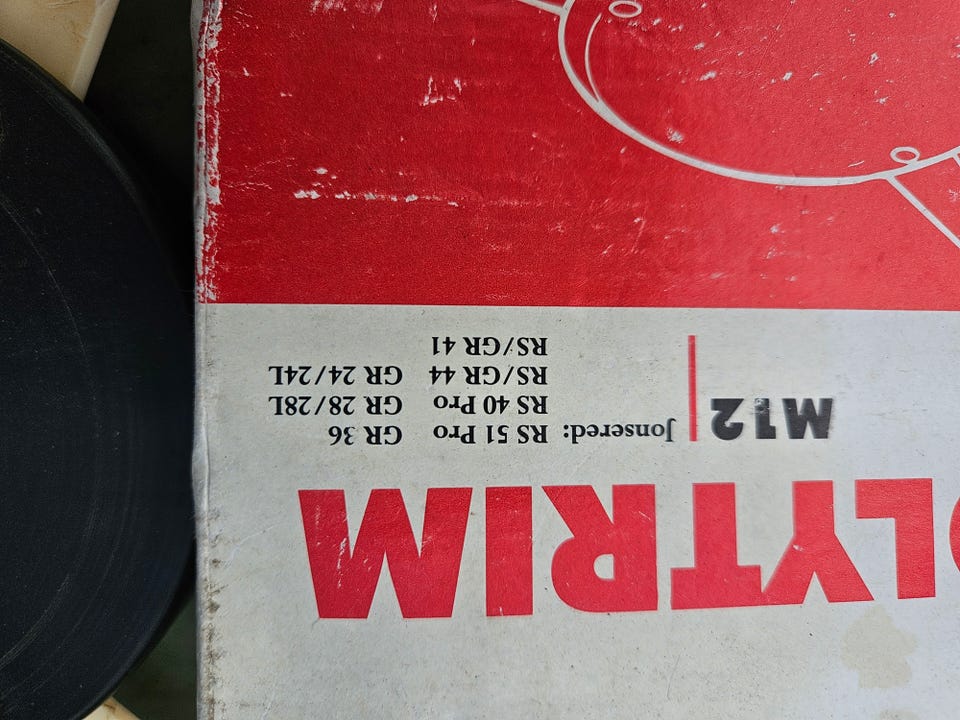 OLYTRIM
M12
Jonsered: RS 51 Pro GR 36
RS 40 Pro GR 28/28L
RS/GR 44 GR 24/24L
RS/GR 41